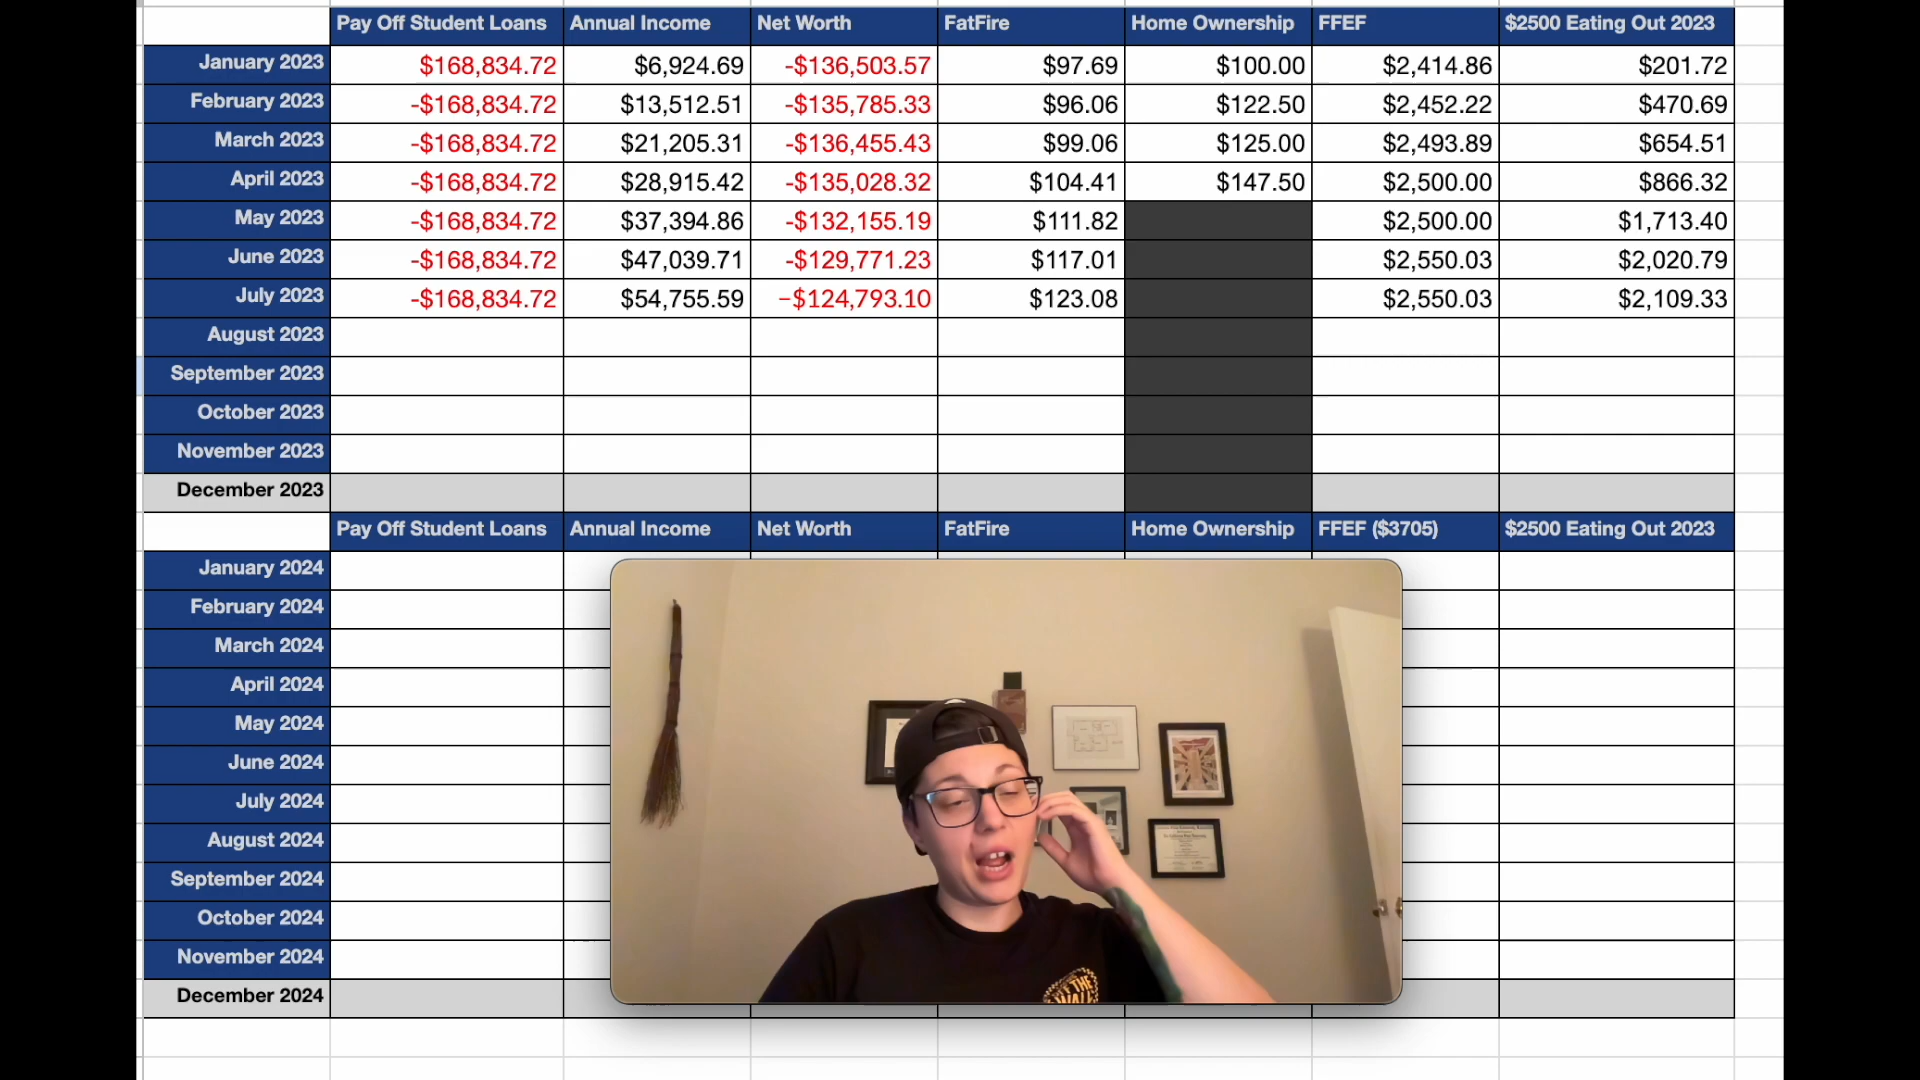 Pay Off Student Loans Annual Income Net Worth FatFire Home Ownership FFEF $2500 Eating Out 2023
January 2023 $168,834.72 $6,924.69 -$136,503.57 $97.69 $100.00 $2,414.86 $201.72
February 2023 -$168,834.72 $13,512.51 -$135,785.33 $96.06 $122.50 $2,452.22 $470.69
March 2023 -$168,834.72 $21,205.31 -$136,455.43 $99.06 $125.00 $2,493.89 $654.51
April 2023 -$168,834.72 $28,915.42 -$135,028.32 $104.41 $147.50 $2,500.00 $866.32
May 2023 -$168,834.72 $37,394.86 -$132,155.19 $111.82 $2,500.00 $1,713.40
June 2023 -$168,834.72 $47,039.71 -$129,771.23 $117.01 $2,550.03 $2,020.79
July 2023 -$168,834.72 $54,755.59 −$124,793.10 $123.08 $2,550.03 $2,109.33
August 2023
September 2023
October 2023
November 2023
December 2023
Pay Off Student Loans Annual Income Net Worth FatFire Home Ownership FFEF ($3705) $2500 Eating Out 2023
January 2024
February 2024
March 2024
April 2024
May 2024
June 2024
July 2024
August 2024
September 2024
October 2024
November 2024
December 2024
THE
WALL